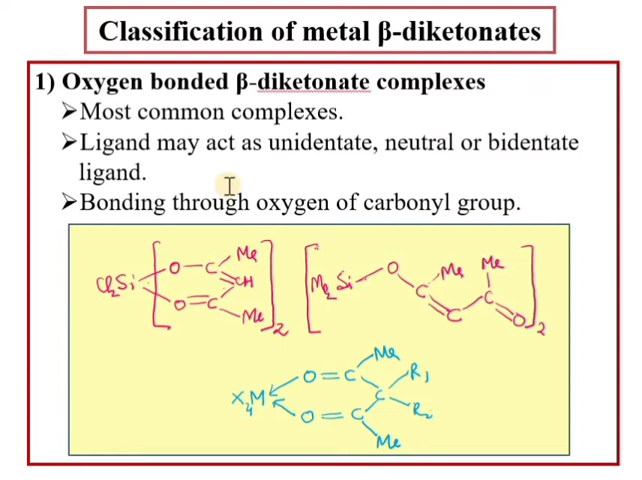 Classification of metal β-diketonates
1) Oxygen bonded β-diketonate complexes
➢Most common complexes.
➢Ligand may act as unidentate, neutral or bidentate
ligand.
➢Bonding through oxygen of carbonyl group.
Cl2Si [ O — C Me = CH O = C — Me ]2
[ Me2Si — O C Me = C C Me = O ]2
X4M O = C Me C R1 R2 O = C Me